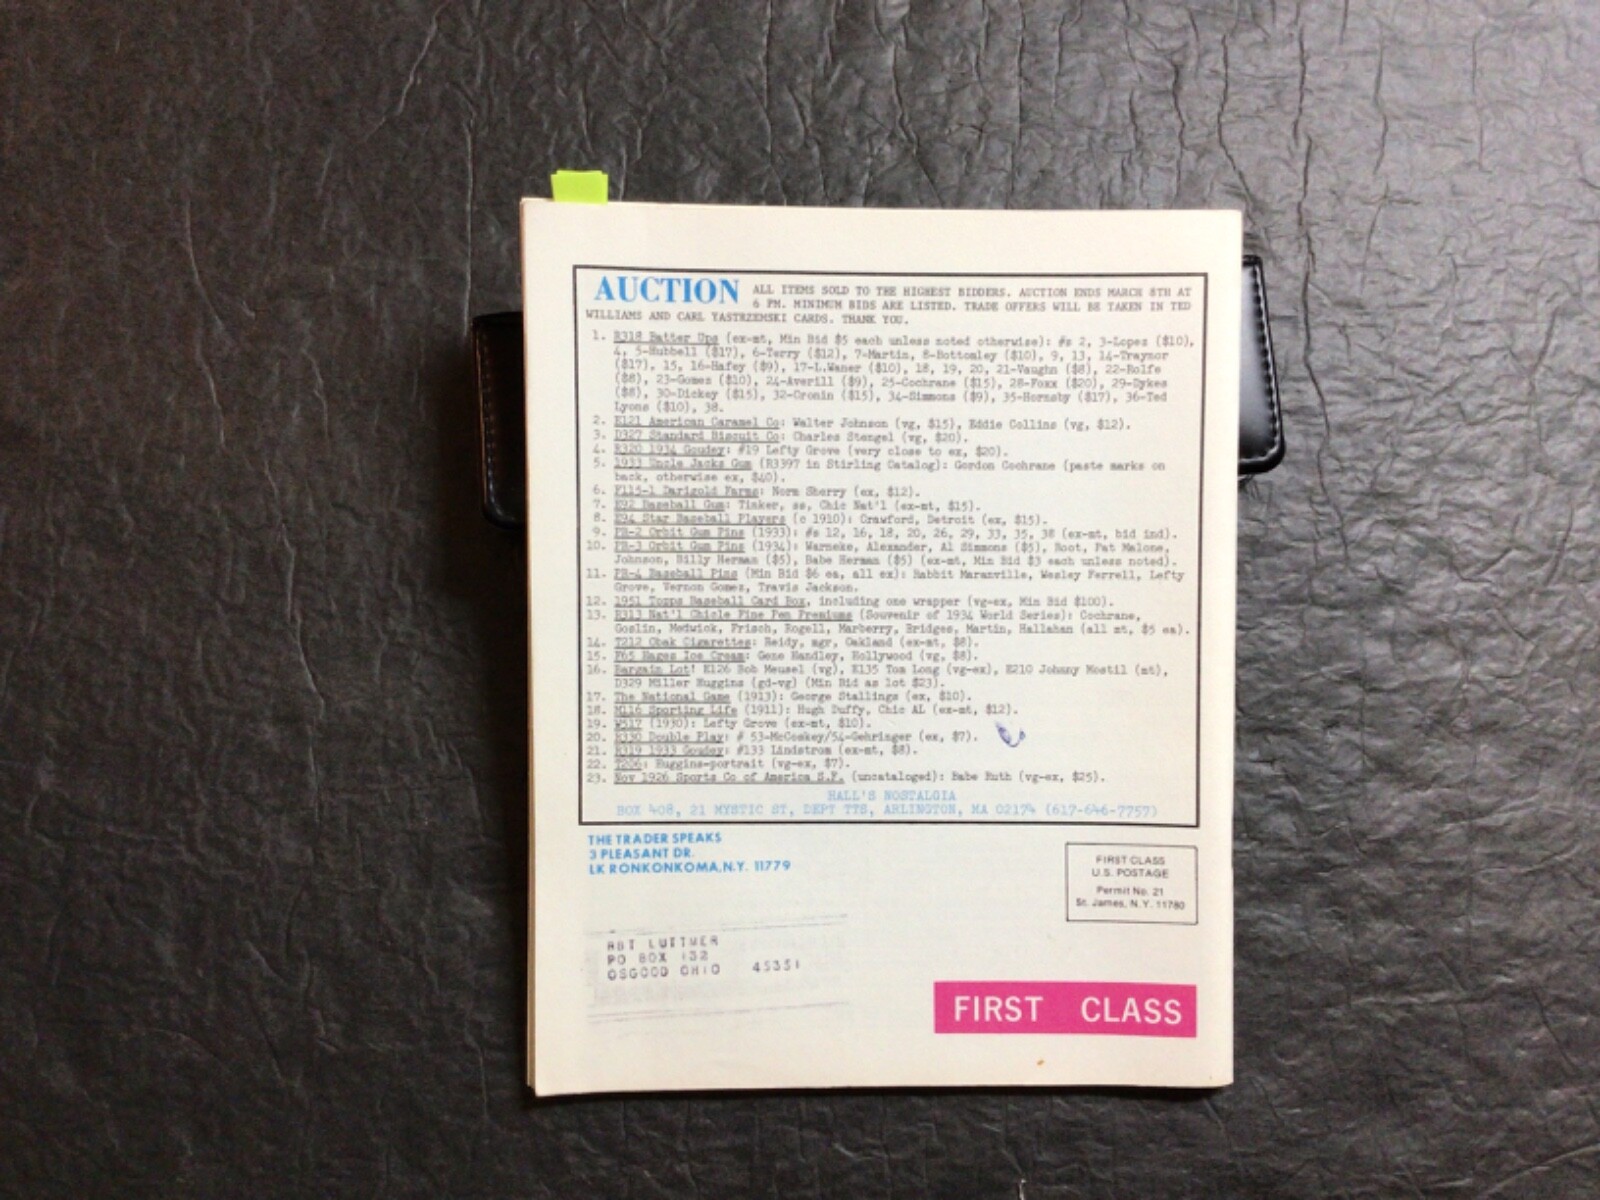 AUCTION ALL ITEMS SOLD TO THE HIGHEST BIDDERS. AUCTION ENDS MARCH 8TH AT
6 PM. MINIMUM BIDS ARE LISTED. TRADE OFFERS WILL BE TAKEN IN TED
WILLIAMS AND CARL YASTRZEMSKI CARDS. THANK YOU.
1. R318 Batter Ups (ex-mt, Min Bid $5 each unless noted otherwise): #s 2, 3-Lopez ($10),
4, 5-Hubbell ($17), 6-Terry ($12), 7-Martin, 8-Bottomley ($10), 9, 13, 14-Traynor
($17), 15, 16-Hafey ($9), 17-L.Waner ($10), 18, 19, 20, 21-Vaughn ($8), 22-Rolfe
($8), 23-Gomez ($10), 24-Averill ($9), 25-Cochrane ($15), 28-Foxx ($20), 29-Dykes
($8), 30-Dickey ($15), 32-Cronin ($15), 34-Simmons ($9), 35-Hornsby ($17), 36-Ted
Lyons ($10), 38.
2. E121 American Caramel Co: Walter Johnson (vg, $15), Eddie Collins (vg, $12).
3. D327 Standard Biscuit Co: Charles Stengel (vg, $20).
4. R320 1934 Goudey: #19 Lefty Grove (very close to ex, $20).
5. 1933 Uncle Jacks Gum (R3397 in Stirling Catalog): Gordon Cochrane (paste marks on
back, otherwise ex, $40).
6. F115-1 Darigold Farms: Norm Sherry (ex, $12).
7. E92 Baseball Gum: Tinker, ss, Chic Nat'l (ex-mt, $15).
8. E94 Star Baseball Players (c 1910): Crawford, Detroit (ex, $15).
9. PR-2 Orbit Gum Pins (1933): #s 12, 16, 18, 20, 26, 29, 33, 35, 38 (ex-mt, bid ind).
10. PR-3 Orbit Gum Pins (1934): Warneke, Alexander, Al Simmons ($5), Root, Pat Malone,
Johnson, Billy Herman ($5), Babe Herman ($5) (ex-mt, Min Bid $3 each unless noted).
11. PR-4 Baseball Pins (Min Bid $6 ea, all ex): Rabbit Maranville, Wesley Ferrell, Lefty
Grove, Vernon Gomez, Travis Jackson.
12. 1951 Topps Baseball Card Box, including one wrapper (vg-ex, Min Bid $100).
13. R313 Nat'l Chicle Fine Pen Premiums (Souvenir of 1934 World Series): Cochrane,
Goslin, Medwick, Frisch, Rogell, Marberry, Bridges, Martin, Hallahan (all mt, $5 ea).
14. T212 Obak Cigarettes: Reidy, mgr, Oakland (ex-mt, $8).
15. F65 Hages Ice Cream: Gene Handley, Hollywood (vg, $8).
16. Bargain Lot! E126 Bob Meusel (vg), E135 Tom Long (vg-ex), E210 Johnny Mostil (mt),
D329 Miller Huggins (gd-vg) (Min Bid as lot $23).
17. The National Game (1913): George Stallings (ex, $10).
18. M116 Sporting Life (1911): Hugh Duffy, Chic AL (ex-mt, $12).
19. W517 (1930): Lefty Grove (ex-mt, $10).
20. R330 Double Play: # 53-McCoskey/54-Gehringer (ex, $7).
21. R319 1933 Goudey: #133 Lindstrom (ex-mt, $8).
22. T206: Huggins-portrait (vg-ex, $7).
23. Nov 1926 Sports Co of America S.F. (uncataloged): Babe Ruth (vg-ex, $25).
HALL'S NOSTALGIA
BOX 408, 21 MYSTIC ST, DEPT TTS, ARLINGTON, MA 02174 (617-646-7757)
THE TRADER SPEAKS
3 PLEASANT DR.
LK RONKONKOMA, N.Y. 11779
FIRST CLASS
U.S. POSTAGE
Permit No. 21
St. James, N.Y. 11780
LUTTMER
PO BOX 132
OSGOOD OHIO 45351
FIRST CLASS